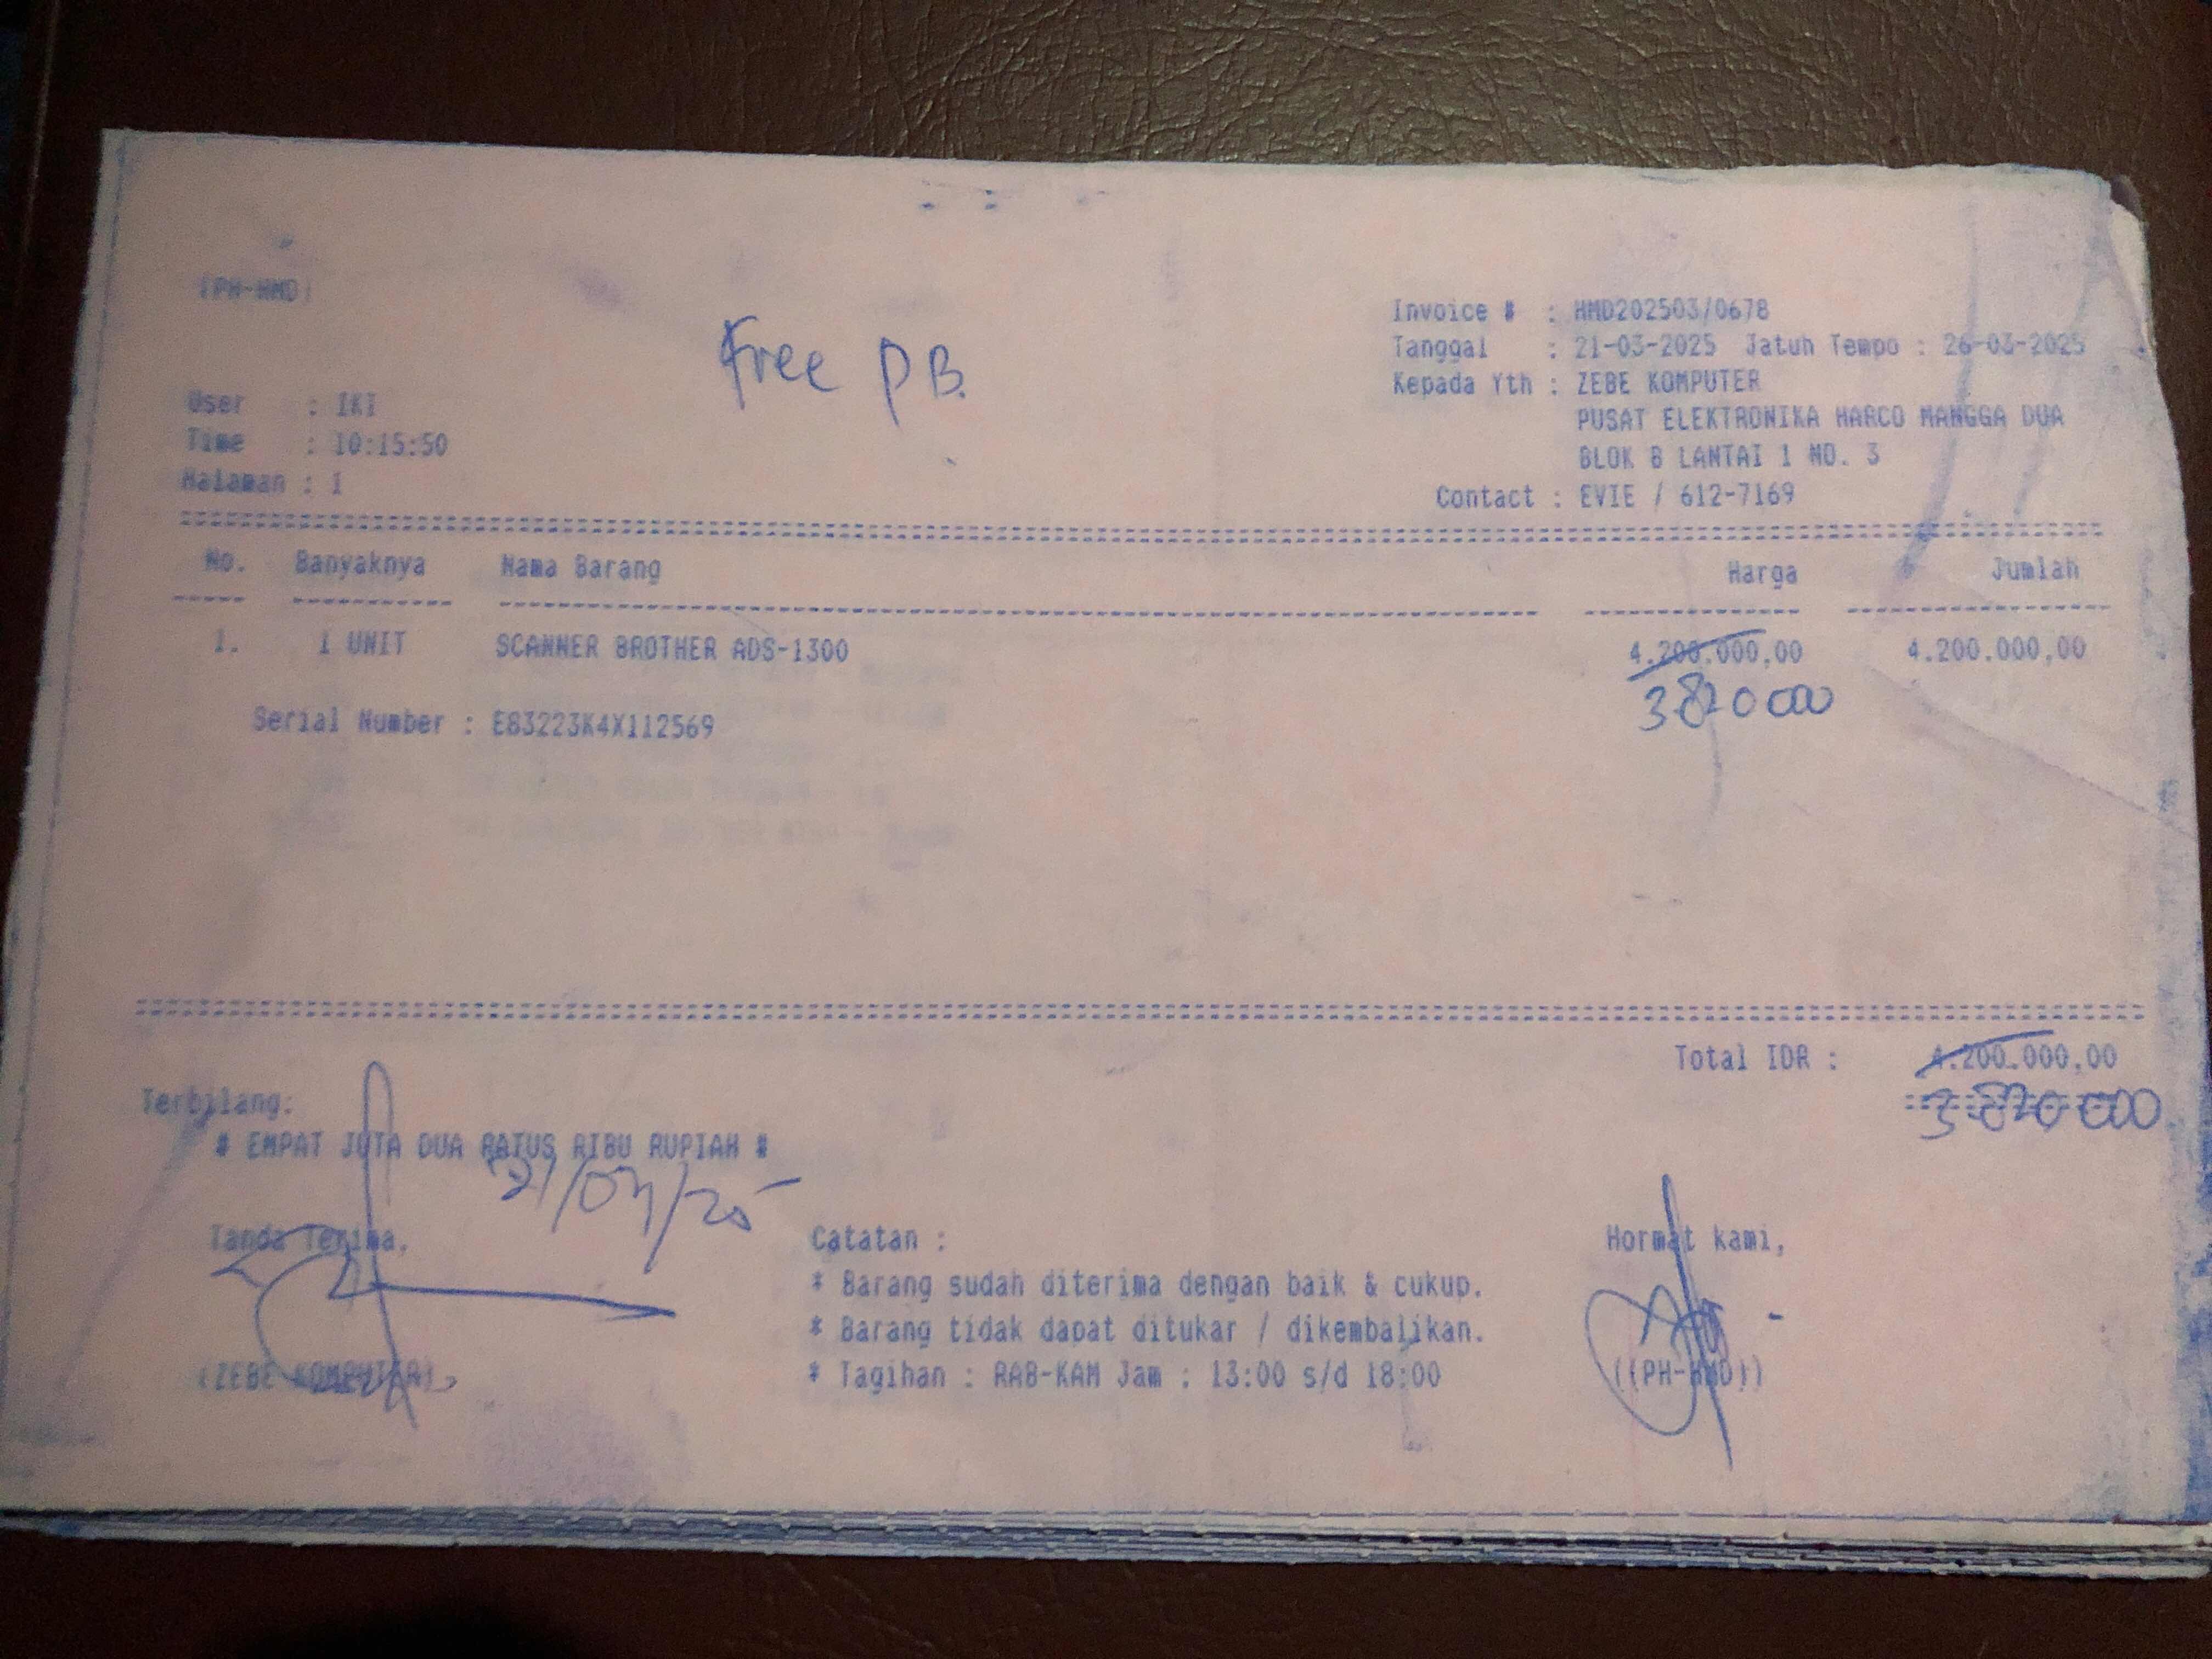 (PH-HMD)
Free PB.
Invoice # : HMD202503/0678
Tanggal : 21-03-2025 Jatuh Tempo : 26-03-2025
Kepada Yth : ZEBE KOMPUTER
PUSAT ELEKTRONIKA HARCO MANGGA DUA
BLOK B LANTAI 1 NO. 3
Contact : EVIE / 612-7169
User : IKI
Time : 10:15:50
Halaman : 1
No. Banyaknya Nama Barang Harga Jumlah
1. 1 UNIT SCANNER BROTHER ADS-1300 4.200.000,00 4.200.000,00
3820000
Serial Number : E83223K4X112569
Total IDR : 4.200.000,00
3820000
Terbilang:
# EMPAT JUTA DUA RATUS RIBU RUPIAH #
Tanda Terima,
(ZEBE KOMPUTER)
Catatan :
* Barang sudah diterima dengan baik & cukup.
* Barang tidak dapat ditukar / dikembalikan.
* Tagihan : RAB-KAM Jam : 13:00 s/d 18:00
Hormat kami,
((PH-HMD))